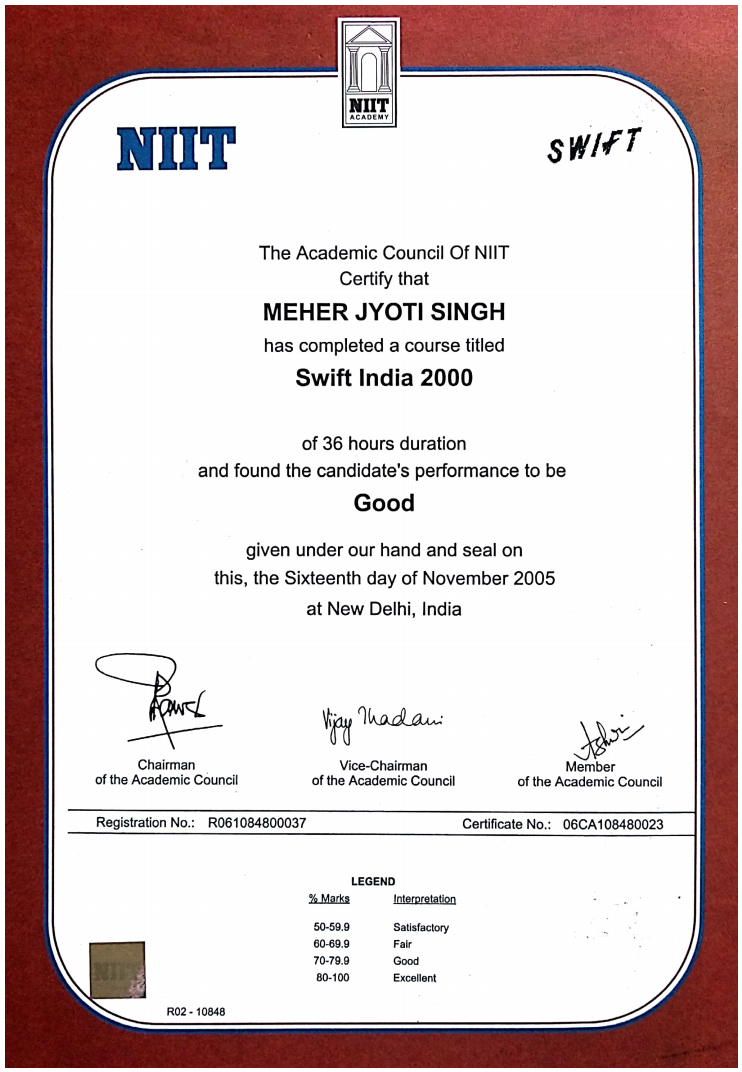 NIIT
ACADEMY
NIIT
SWIFT
The Academic Council Of NIIT
Certify that
MEHER JYOTI SINGH
has completed a course titled
Swift India 2000
of 36 hours duration
and found the candidate's performance to be
Good
given under our hand and seal on
this, the Sixteenth day of November 2005
at New Delhi, India
Vijay Thadani
Chairman
of the Academic Council
Vice-Chairman
of the Academic Council
Member
of the Academic Council
Registration No.: R061084800037
Certificate No.: 06CA108480023
LEGEND
% Marks Interpretation
50-59.9 Satisfactory
60-69.9 Fair
70-79.9 Good
80-100 Excellent
NIIT
R02 - 10848